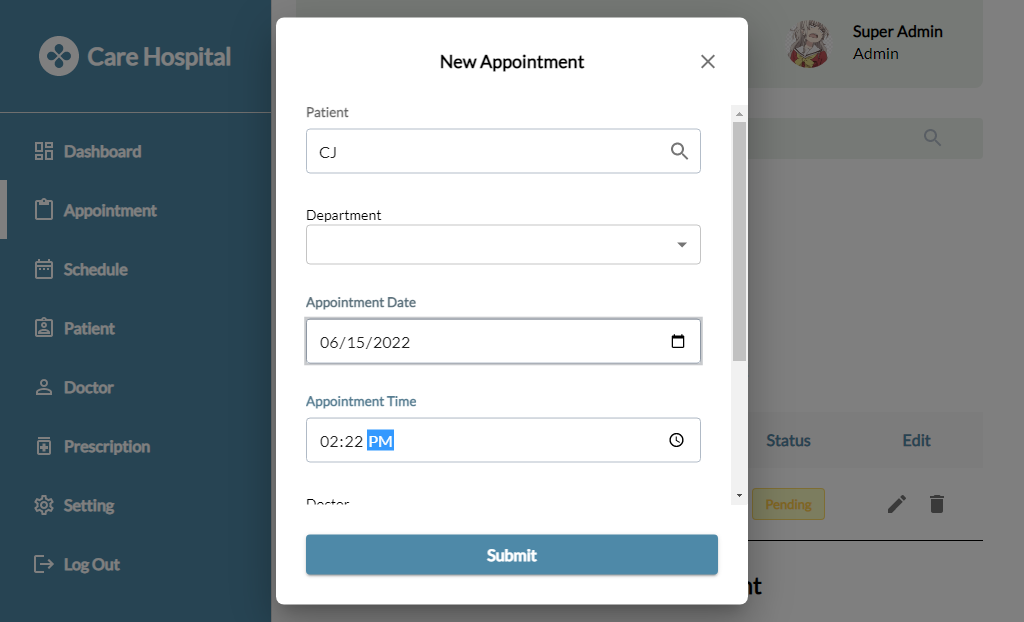 Care Hospital
Dashboard
Appointment
Schedule
Patient
Doctor
Prescription
Setting
Log Out
New Appointment
Patient
CJ
Department
Appointment Date
06/15/2022
Appointment Time
02:22 PM
Doctor
Submit
Super Admin
Admin
Status Edit
Pending